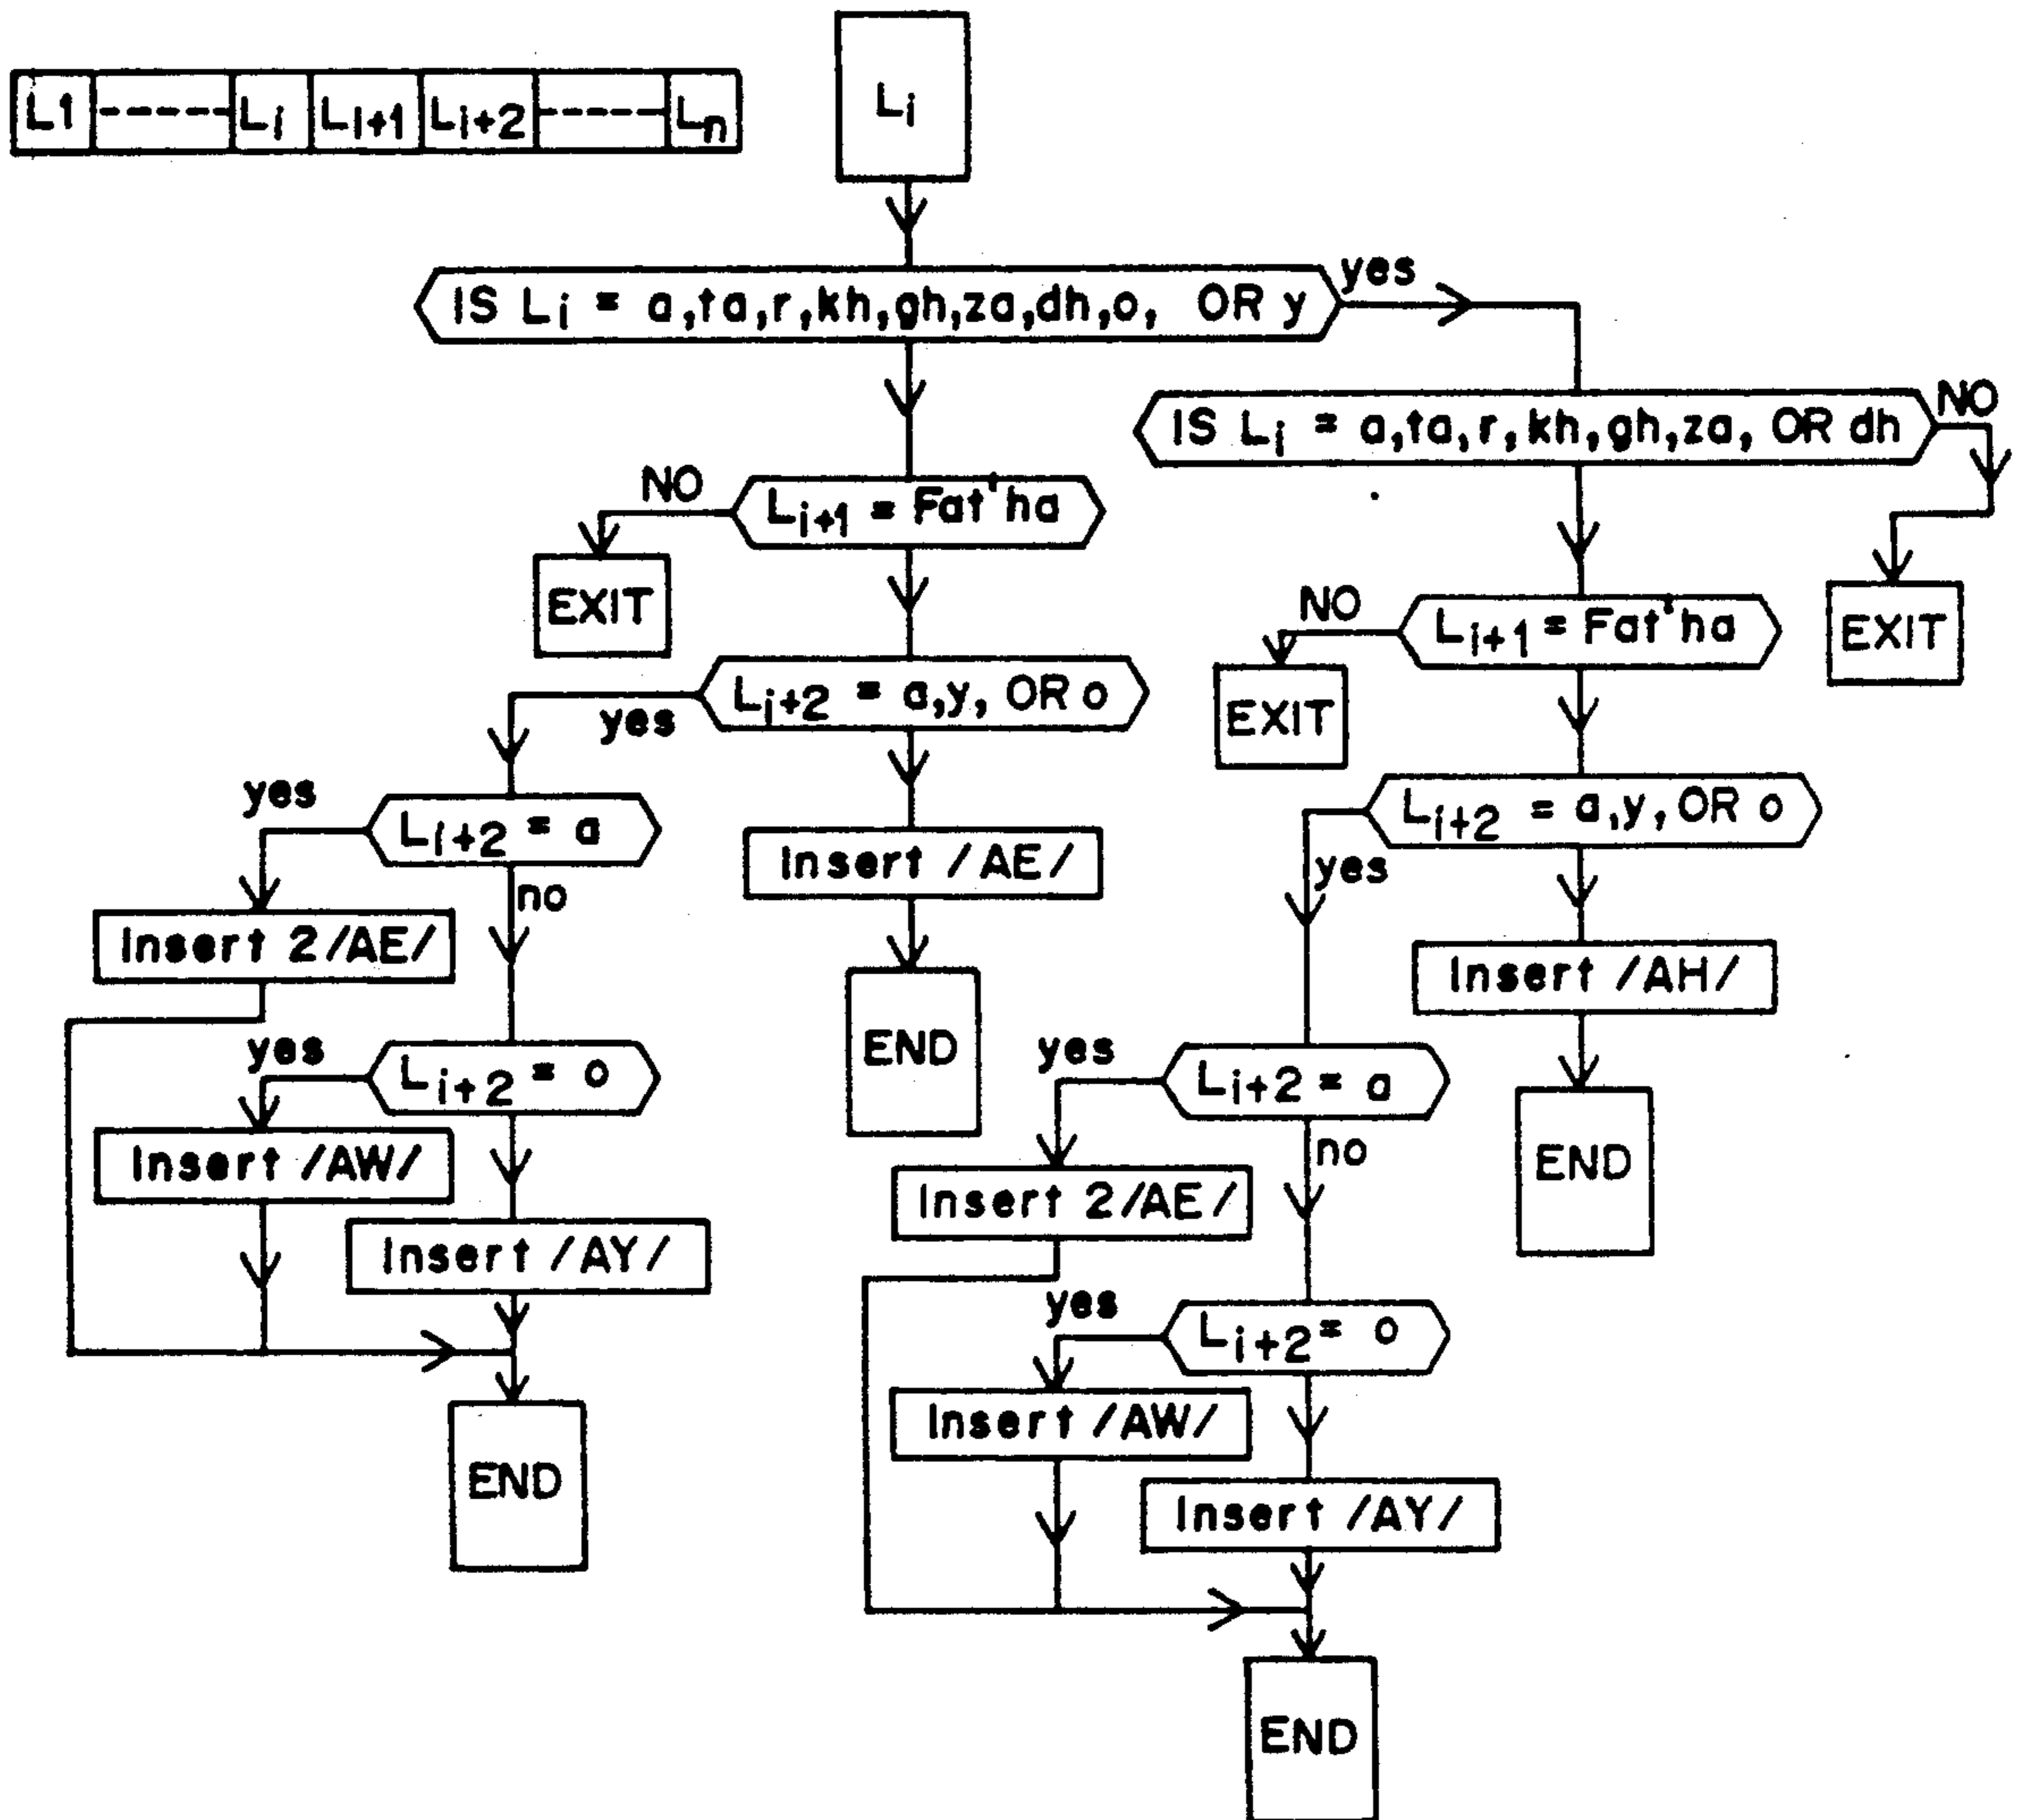 L1 ----- Li Li+1 Li+2 ----- Ln
Li
IS Li = a,ta,r,kh,gh,za,dh,o, OR y
yes
IS Li = a,ta,r,kh,gh,za, OR dh
NO
EXIT
Li+1 = Fat'ha
NO
EXIT
Li+2 = a,y, OR o
yes
Li+2 = a
yes
Insert 2/AE/
no
Li+2 = o
yes
Insert /AW/
Insert /AY/
END
Insert /AE/
END
Li+1 = Fat'ha
NO
EXIT
Li+2 = a,y, OR o
yes
Insert /AH/
END
Li+2 = a
yes
Insert 2/AE/
no
Li+2 = o
yes
Insert /AW/
Insert /AY/
END